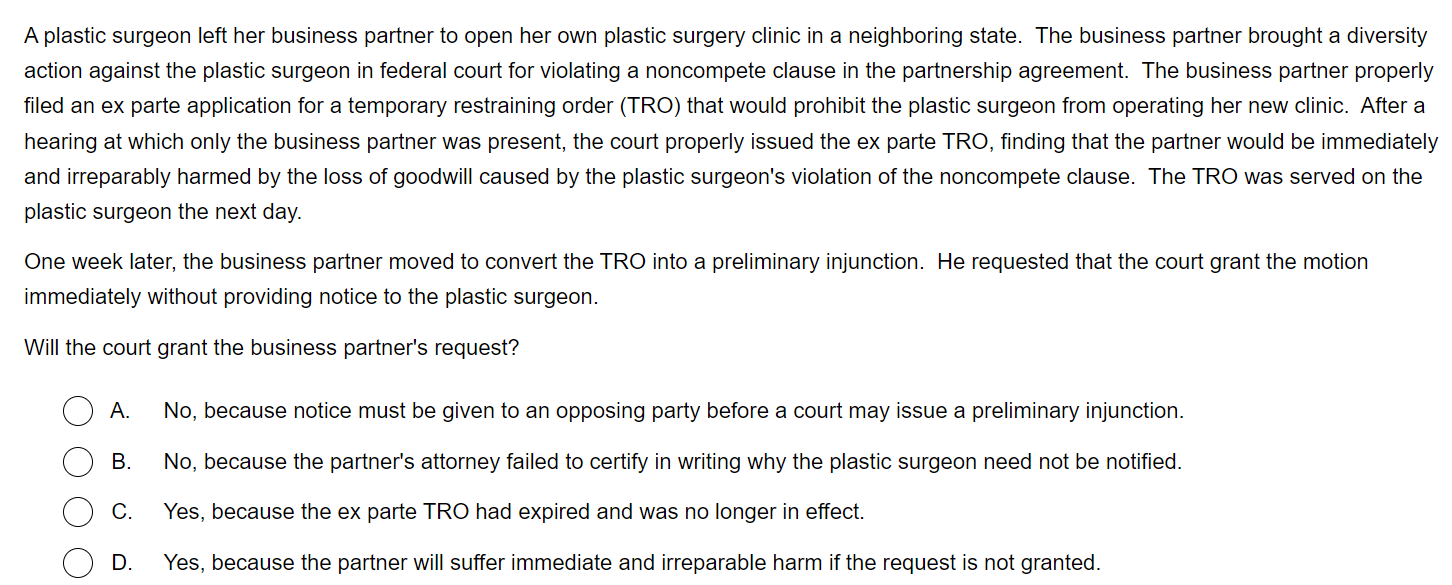 A plastic surgeon left her business partner to open her own plastic surgery clinic in a neighboring state.  The business partner brought a diversity
action against the plastic surgeon in federal court for violating a noncompete clause in the partnership agreement.  The business partner properly
filed an ex parte application for a temporary restraining order (TRO) that would prohibit the plastic surgeon from operating her new clinic.  After a
hearing at which only the business partner was present, the court properly issued the ex parte TRO, finding that the partner would be immediately
and irreparably harmed by the loss of goodwill caused by the plastic surgeon's violation of the noncompete clause.  The TRO was served on the
plastic surgeon the next day.
One week later, the business partner moved to convert the TRO into a preliminary injunction.  He requested that the court grant the motion
immediately without providing notice to the plastic surgeon.
Will the court grant the business partner's request?
A. No, because notice must be given to an opposing party before a court may issue a preliminary injunction.
B. No, because the partner's attorney failed to certify in writing why the plastic surgeon need not be notified.
C. Yes, because the ex parte TRO had expired and was no longer in effect.
D. Yes, because the partner will suffer immediate and irreparable harm if the request is not granted.